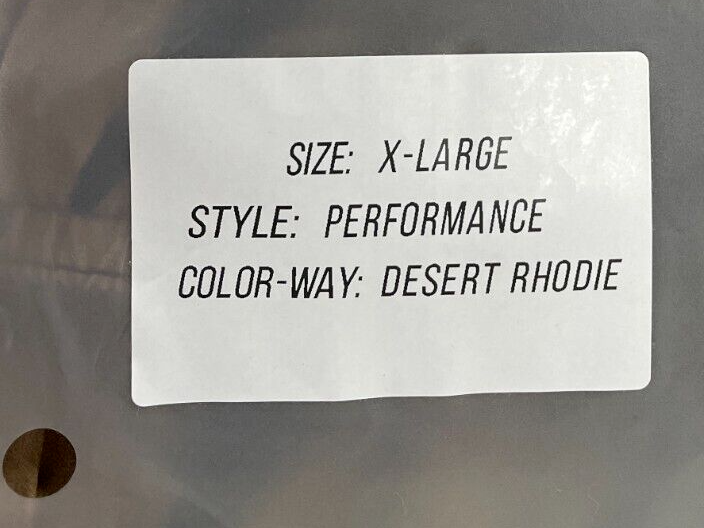 SIZE: X-LARGE
STYLE: PERFORMANCE
COLOR-WAY: DESERT RHODIE